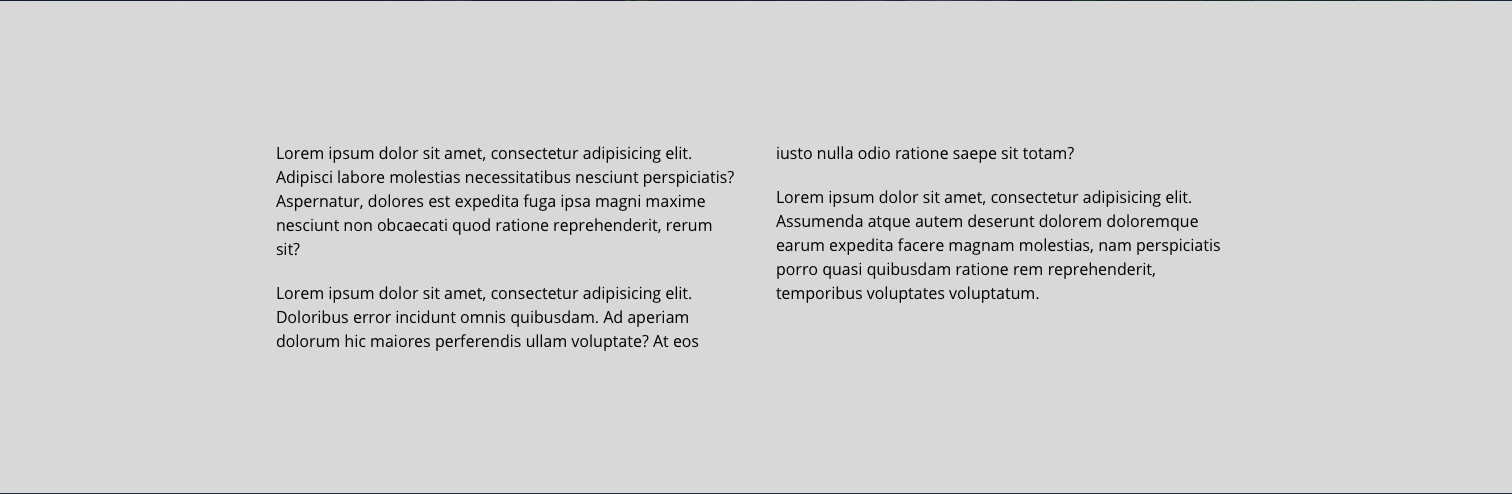 Lorem ipsum dolor sit amet, consectetur adipisicing elit.
Adipisci labore molestias necessitatibus nesciunt perspiciatis?
Aspernatur, dolores est expedita fuga ipsa magni maxime
nesciunt non obcaecati quod ratione reprehenderit, rerum
sit?
Lorem ipsum dolor sit amet, consectetur adipisicing elit.
Doloribus error incidunt omnis quibusdam. Ad aperiam
dolorum hic maiores perferendis ullam voluptate? At eos
iusto nulla odio ratione saepe sit totam?
Lorem ipsum dolor sit amet, consectetur adipisicing elit.
Assumenda atque autem deserunt dolorem doloremque
earum expedita facere magnam molestias, nam perspiciatis
porro quasi quibusdam ratione rem reprehenderit,
temporibus voluptates voluptatum.